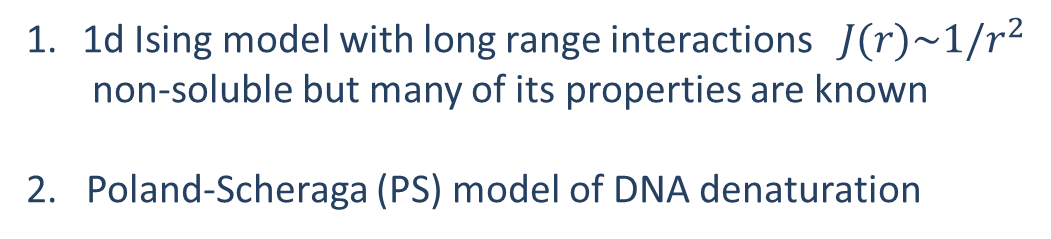 1. 1d Ising model with long range interactions J(r)~1/r²
non-soluble but many of its properties are known
2. Poland-Scheraga (PS) model of DNA denaturation